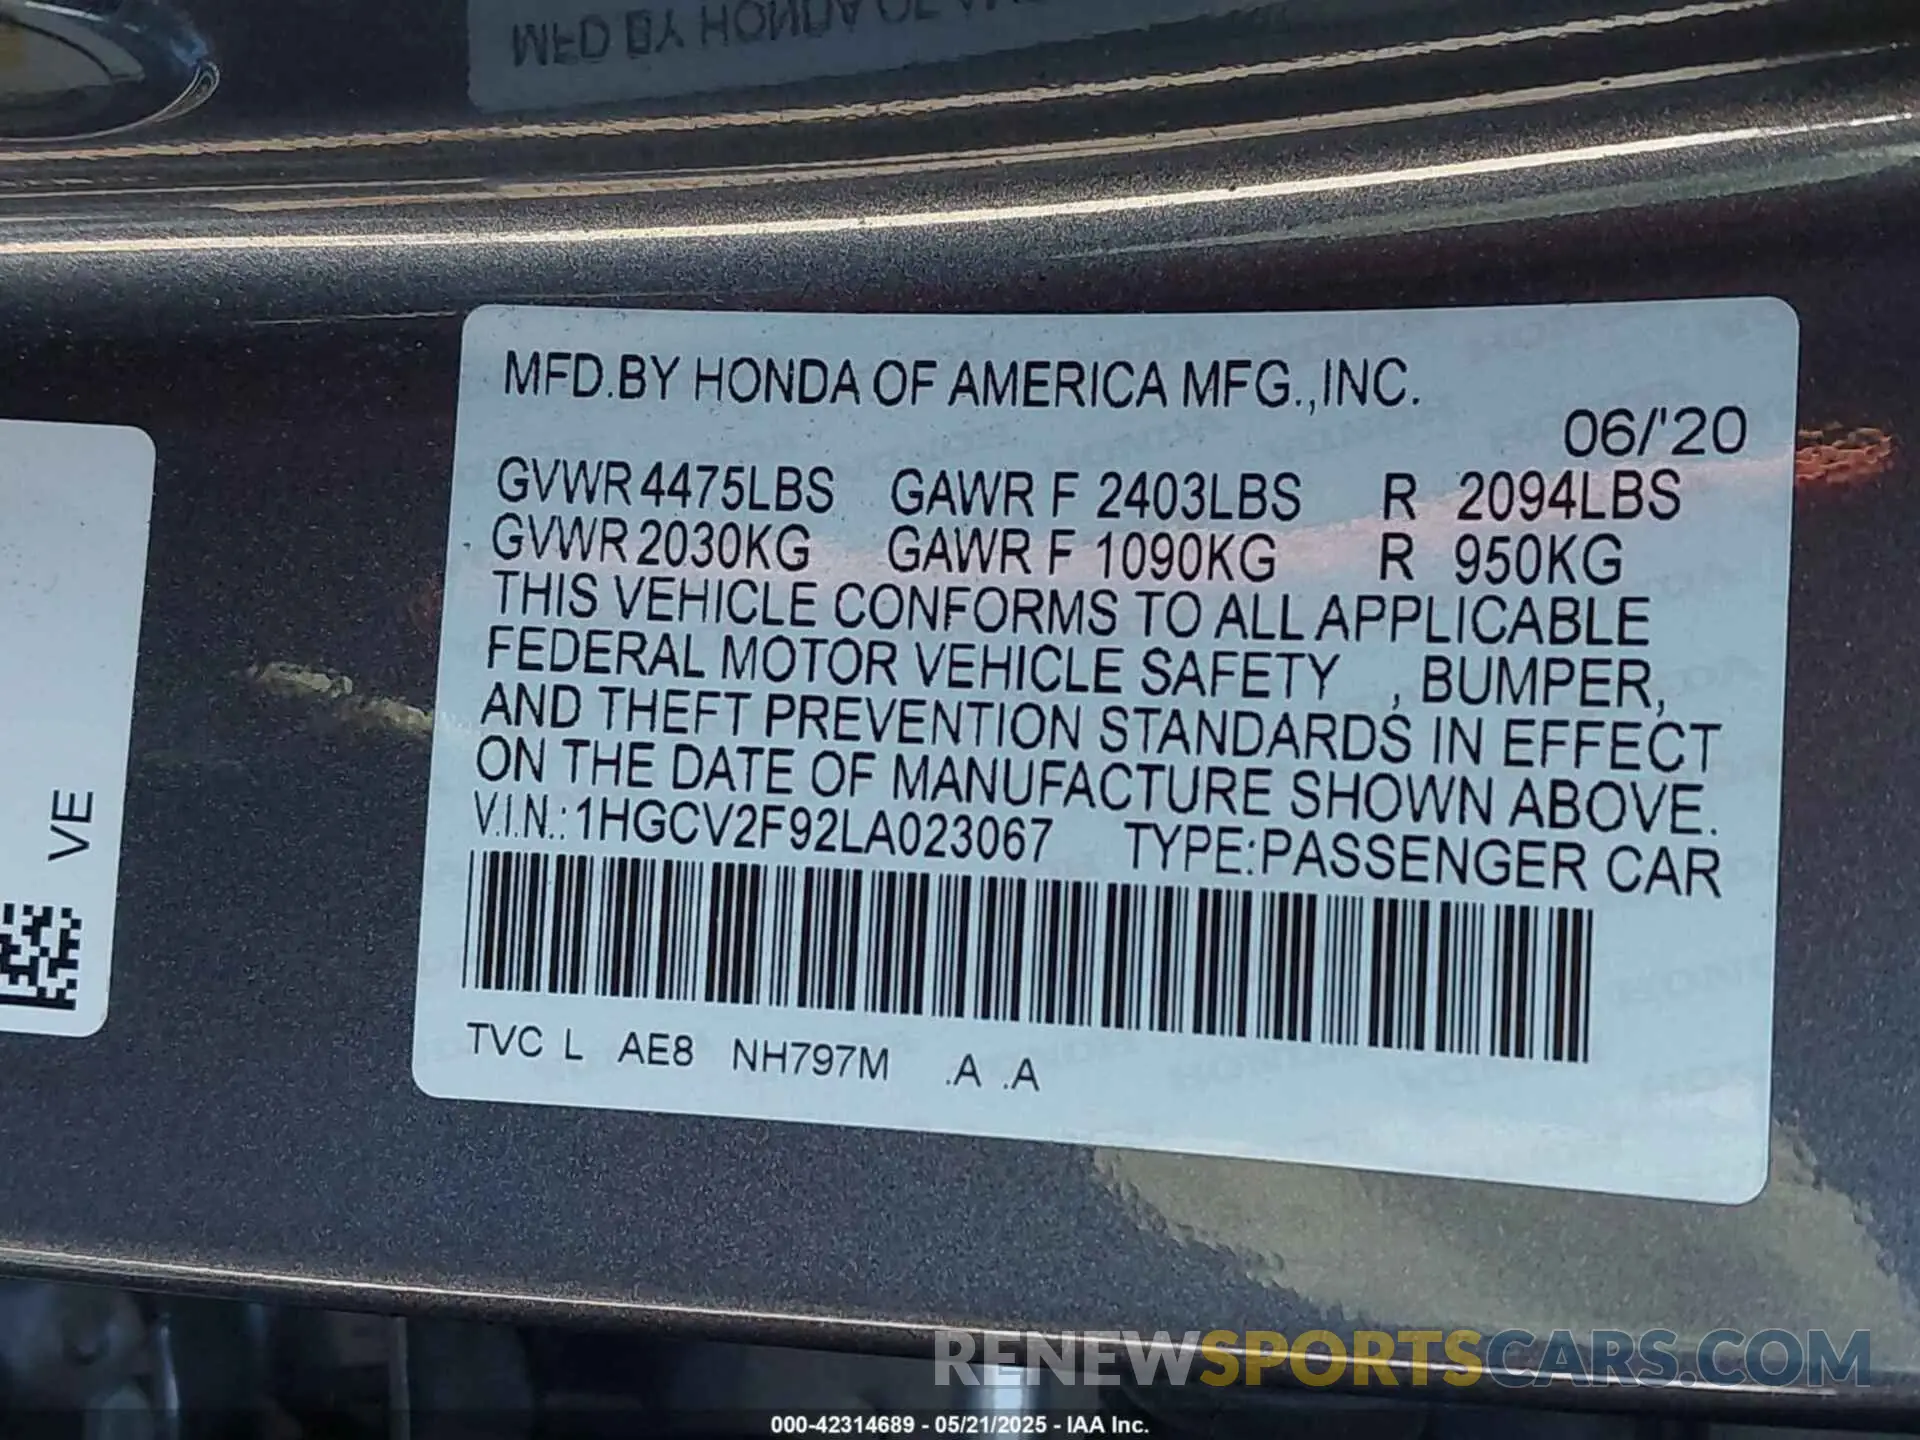 MFD.BY HONDA OF AMERICA MFG.,INC.
06/'20
GVWR 4475LBS GAWR F 2403LBS R 2094LBS
GVWR 2030KG GAWR F 1090KG R 950KG
THIS VEHICLE CONFORMS TO ALL APPLICABLE
FEDERAL MOTOR VEHICLE SAFETY , BUMPER,
AND THEFT PREVENTION STANDARDS IN EFFECT
ON THE DATE OF MANUFACTURE SHOWN ABOVE.
V.I.N.: 1HGCV2F92LA023067 TYPE:PASSENGER CAR
TVC L AE8 NH797M .A .A
VE
RENEWSPORTSCARS.COM
000-42314689 - 05/21/2025 - IAA Inc.